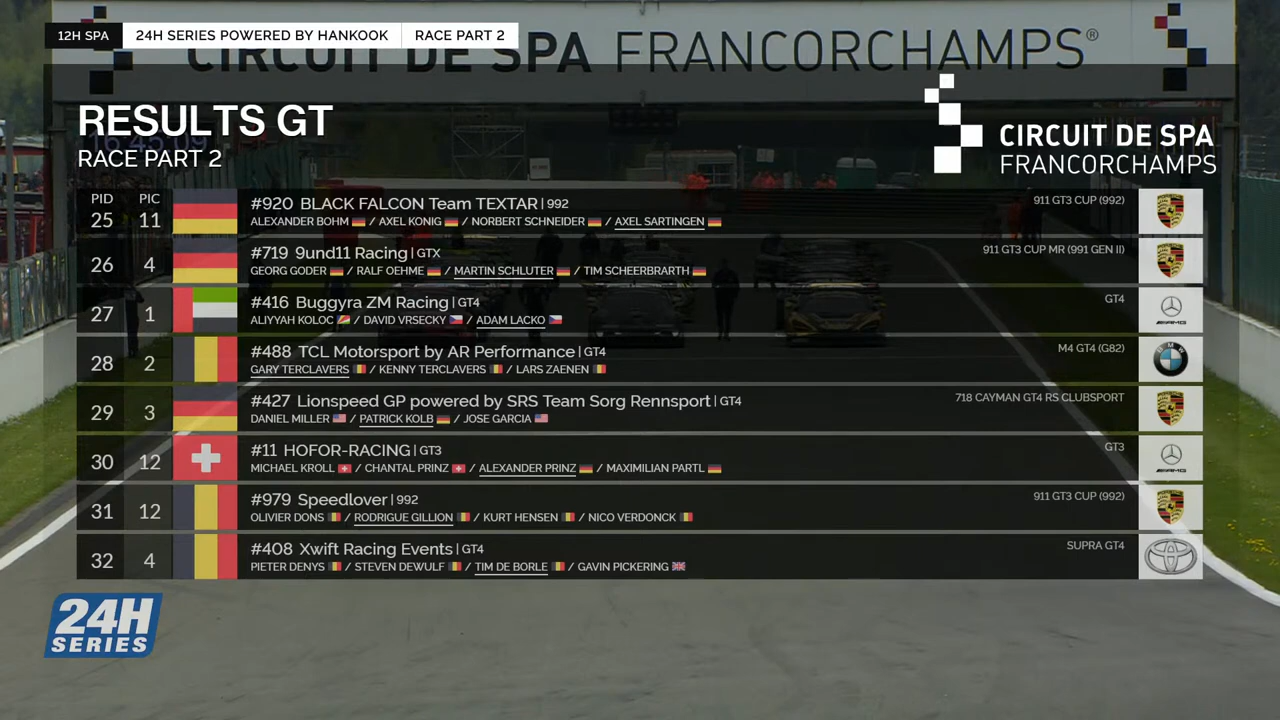 12H SPA 24H SERIES POWERED BY HANKOOK RACE PART 2
CIRCUIT DE SPA FRANCORCHAMPS®
RESULTS GT
16:45:09
RACE PART 2
CIRCUIT DE SPA
FRANCORCHAMPS
PID PIC
25 11 #920 BLACK FALCON Team TEXTAR | 992 911 GT3 CUP (992)
ALEXANDER BOHM / AXEL KONIG / NORBERT SCHNEIDER / AXEL SARTINGEN
26 4 #719 9und11 Racing | GTX 911 GT3 CUP MR (991 GEN II)
GEORG GODER / RALF OEHME / MARTIN SCHLUTER / TIM SCHEERBRARTH
27 1 #416 Buggyra ZM Racing | GT4 GT4
ALIYYAH KOLOC / DAVID VRSECKY / ADAM LACKO
AMG
28 2 #488 TCL Motorsport by AR Performance | GT4 M4 GT4 (G82)
GARY TERCLAVERS / KENNY TERCLAVERS / LARS ZAENEN
BMW
29 3 #427 Lionspeed GP powered by SRS Team Sorg Rennsport | GT4 718 CAYMAN GT4 RS CLUBSPORT
DANIEL MILLER / PATRICK KOLB / JOSE GARCIA
30 12 #11 HOFOR-RACING | GT3 GT3
MICHAEL KROLL / CHANTAL PRINZ / ALEXANDER PRINZ / MAXIMILIAN PARTL
AMG
31 12 #979 Speedlover | 992 911 GT3 CUP (992)
OLIVIER DONS / RODRIGUE GILLION / KURT HENSEN / NICO VERDONCK
32 4 #408 Xwift Racing Events | GT4 SUPRA GT4
PIETER DENYS / STEVEN DEWULF / TIM DE BORLE / GAVIN PICKERING
24H
SERIES